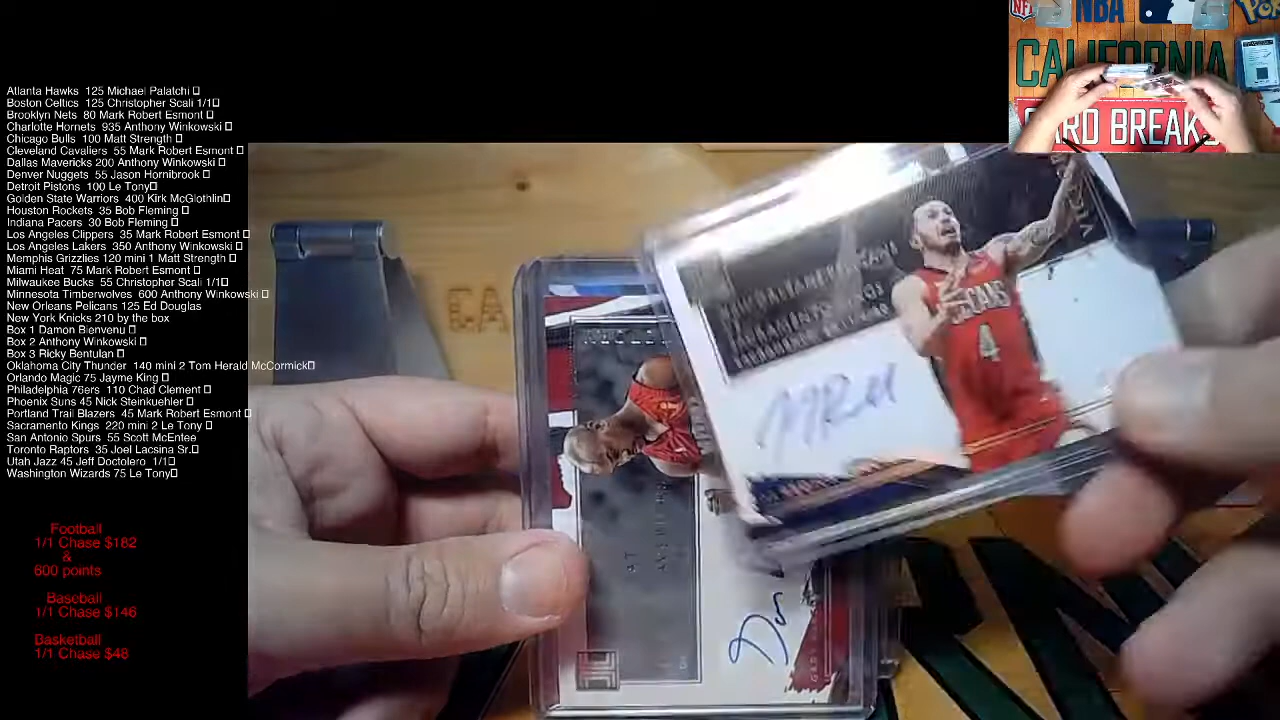 Atlanta Hawks 125 Michael Palatchi
Boston Celtics 125 Christopher Scali 1/1
Brooklyn Nets 80 Mark Robert Esmont
Charlotte Hornets 935 Anthony Winkowski
Chicago Bulls 100 Matt Strength
Cleveland Cavaliers 55 Mark Robert Esmont
Dallas Mavericks 200 Anthony Winkowski
Denver Nuggets 55 Jason Hornibrook
Detroit Pistons 100 Le Tony
Golden State Warriors 400 Kirk McGlothlin
Houston Rockets 35 Bob Fleming
Indiana Pacers 30 Bob Fleming
Los Angeles Clippers 35 Mark Robert Esmont
Los Angeles Lakers 350 Anthony Winkowski
Memphis Grizzlies 120 mini 1 Matt Strength
Miami Heat 75 Mark Robert Esmont
Milwaukee Bucks 55 Christopher Scali 1/1
Minnesota Timberwolves 600 Anthony Winkowski
New Orleans Pelicans 125 Ed Douglas
New York Knicks 210 by the box
Box 1 Damon Bienvenu
Box 2 Anthony Winkowski
Box 3 Ricky Bentulan
Oklahoma City Thunder 140 mini 2 Tom Herald McCormick
Orlando Magic 75 Jayme King
Philadelphia 76ers 110 Chad Clement
Phoenix Suns 45 Nick Steinkuehler
Portland Trail Blazers 45 Mark Robert Esmont
Sacramento Kings 220 mini 2 Le Tony
San Antonio Spurs 55 Scott McEntee
Toronto Raptors 35 Joel Lacsina Sr.
Utah Jazz 45 Jeff Doctolero 1/1
Washington Wizards 75 Le Tony
Football
1/1 Chase $182
&
600 points
Baseball
1/1 Chase $146
Basketball
1/1 Chase $48
NFL NBA
CALIFORNIA
CARD BREAKS
4